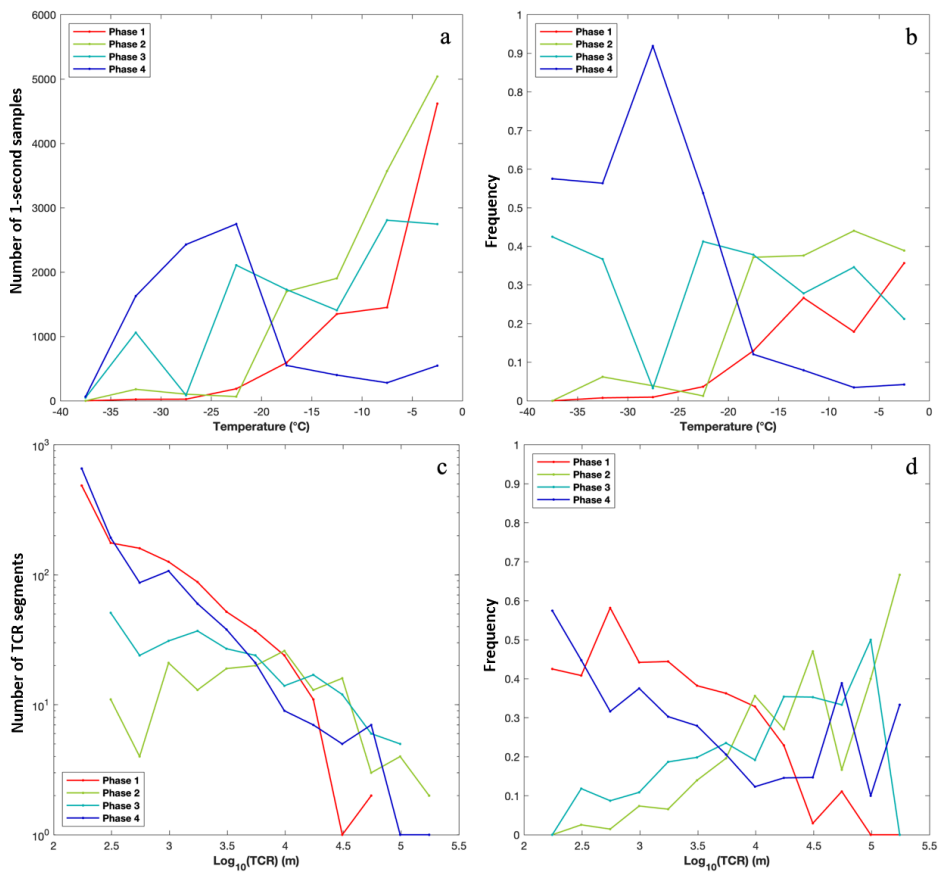 a
Phase 1
Phase 2
Phase 3
Phase 4
Number of 1-second samples
6000
5000
4000
3000
2000
1000
0
-40 -35 -30 -25 -20 -15 -10 -5 0
Temperature (°C)
b
Phase 1
Phase 2
Phase 3
Phase 4
Frequency
1
0.9
0.8
0.7
0.6
0.5
0.4
0.3
0.2
0.1
0
-40 -35 -30 -25 -20 -15 -10 -5 0
Temperature (°C)
c
Number of TCR segments
10³
10²
10¹
10⁰
Phase 1
Phase 2
Phase 3
Phase 4
2 2.5 3 3.5 4 4.5 5 5.5
Log₁₀(TCR) (m)
d
Phase 1
Phase 2
Phase 3
Phase 4
Frequency
1
0.9
0.8
0.7
0.6
0.5
0.4
0.3
0.2
0.1
0
2 2.5 3 3.5 4 4.5 5 5.5
Log₁₀(TCR) (m)